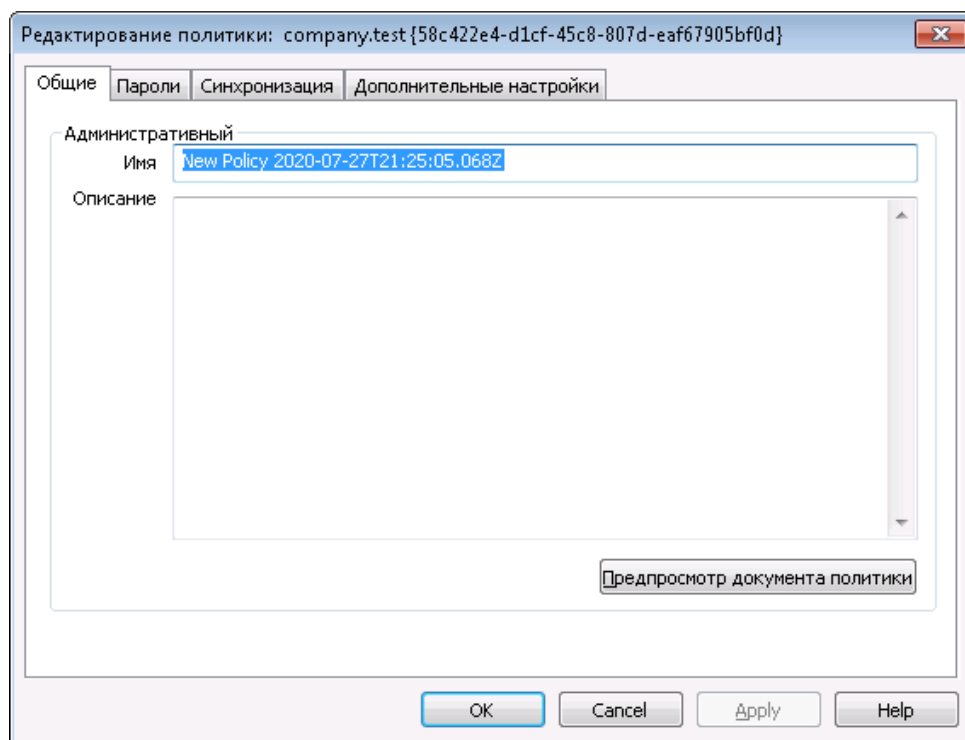 Редактирование политики: company.test {58c422e4-d1cf-45c8-807d-eaf67905bf0d}
Общие Пароли Синхронизация Дополнительные настройки
Административный
Имя New Policy 2020-07-27T21:25:05.068Z
Описание
Предпросмотр документа политики
OK Cancel Apply Help